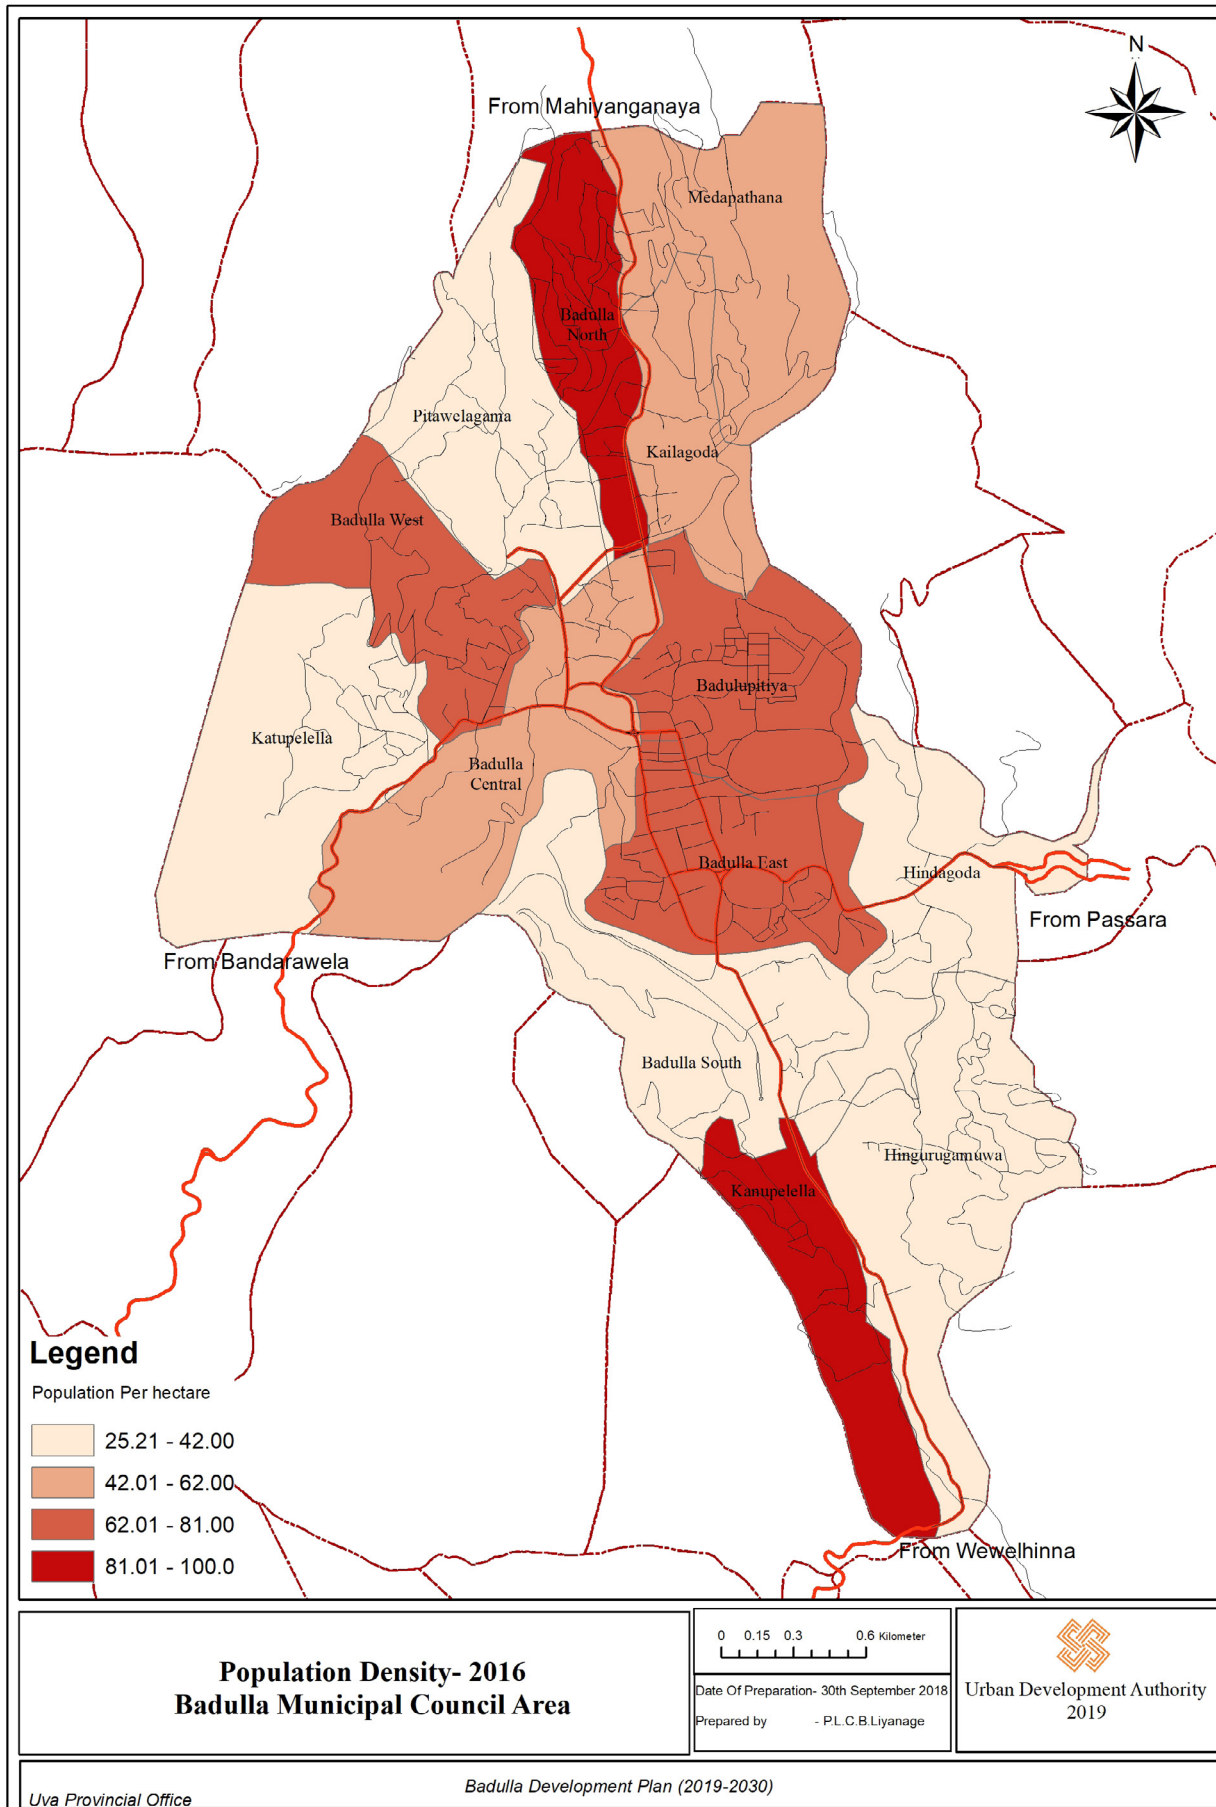 N
From Mahiyanganaya
Medapathana
Badulla
North
Pitawelagama
Kailagoda
Badulla West
Badulupitiya
Katupelella
Badulla
Central
Badulla East
Hindagoda
From Passara
From Bandarawela
Badulla South
Hingurugamuwa
Kanupelella
From Wewelhinna
Legend
Population Per hectare
25.21 - 42.00
42.01 - 62.00
62.01 - 81.00
81.01 - 100.0
Population Density- 2016
Badulla Municipal Council Area
0 0.15 0.3 0.6 Kilometer
Date Of Preparation- 30th September 2018
Prepared by - P.L.C.B.Liyanage
Urban Development Authority
2019
Badulla Development Plan (2019-2030)
Uva Provincial Office